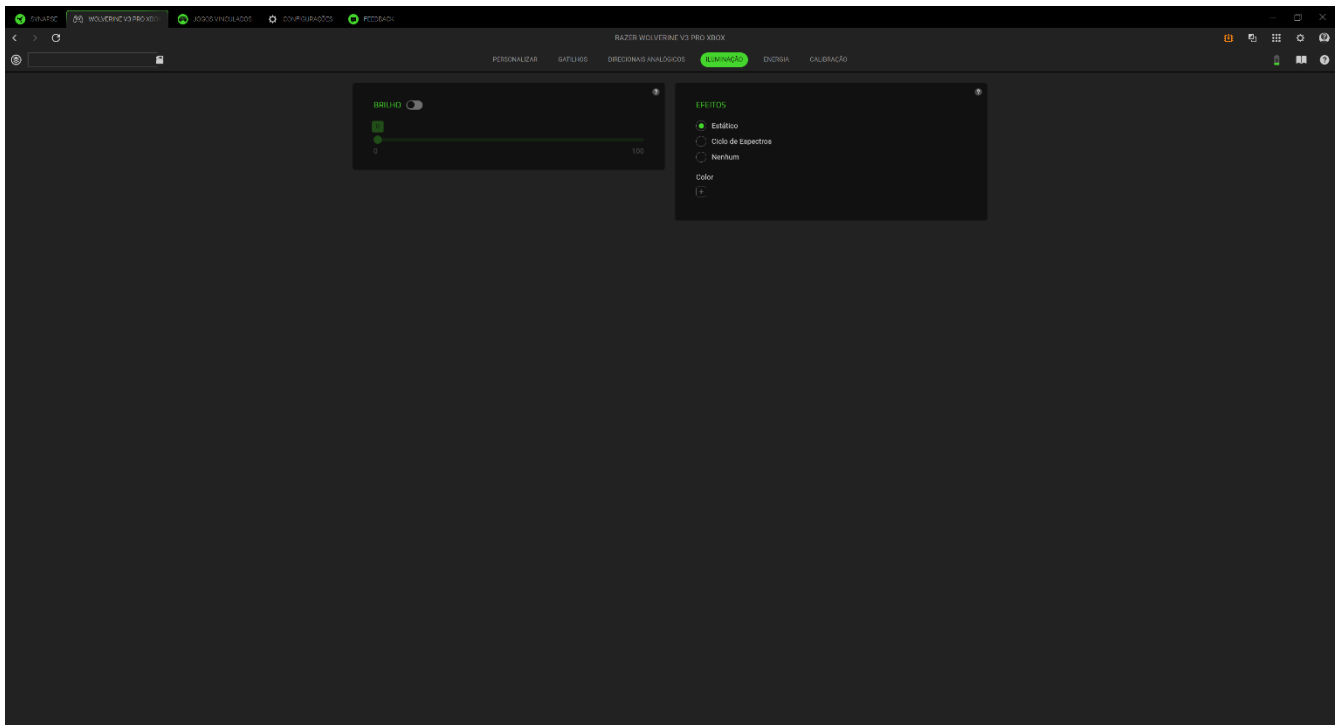 SYNAPSE
WOLVERINE V3 PRO XBOX
JOGOS VINCULADOS
CONFIGURAÇÕES
FEEDBACK
RAZER WOLVERINE V3 PRO XBOX
PERSONALIZAR
GATILHOS
DIRECIONAIS ANALÓGICOS
ILUMINAÇÃO
ENERGIA
CALIBRAÇÃO
BRILHO
0
100
EFEITOS
Estático
Ciclo de Espectros
Nenhum
Color